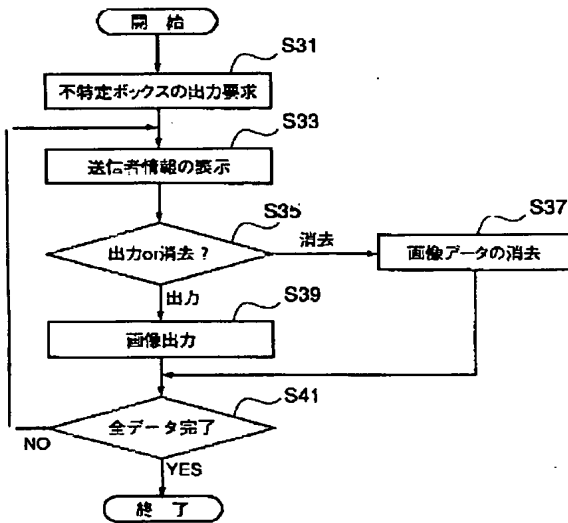 開 始
S31
不特定ボックスの出力要求
S33
送信者情報の表示
S35
出力or消去？
消去
S37
画像データの消去
出力
S39
画像出力
S41
全データ完了
NO
YES
終 了